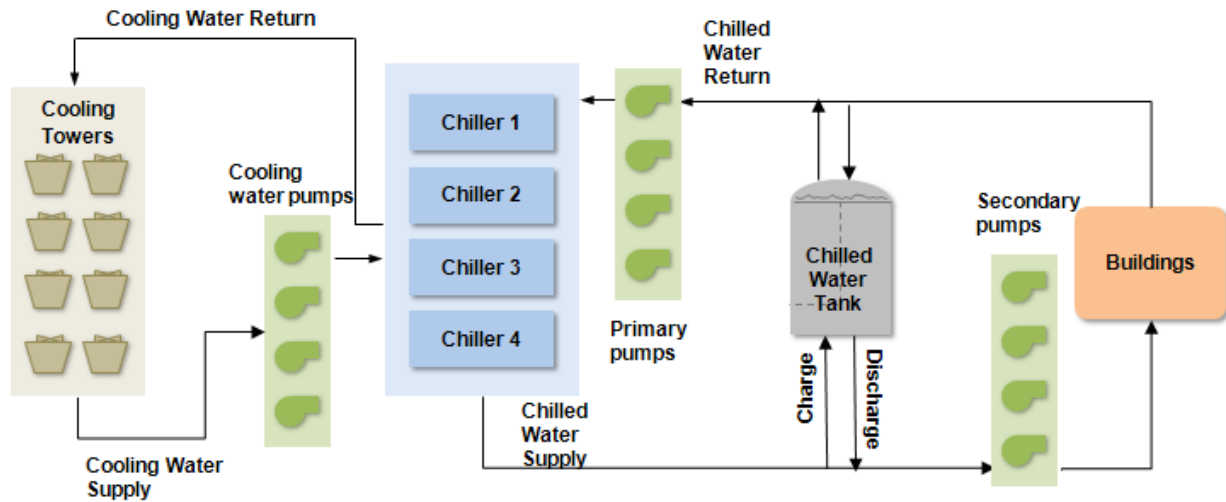 Cooling Water Return
Cooling
Towers
Cooling
water pumps
Cooling Water
Supply
Chiller 1
Chiller 2
Chiller 3
Chiller 4
Chilled
Water
Supply
Chilled
Water
Return
Primary
pumps
Chilled
Water
Tank
Charge
Discharge
Secondary
pumps
Buildings